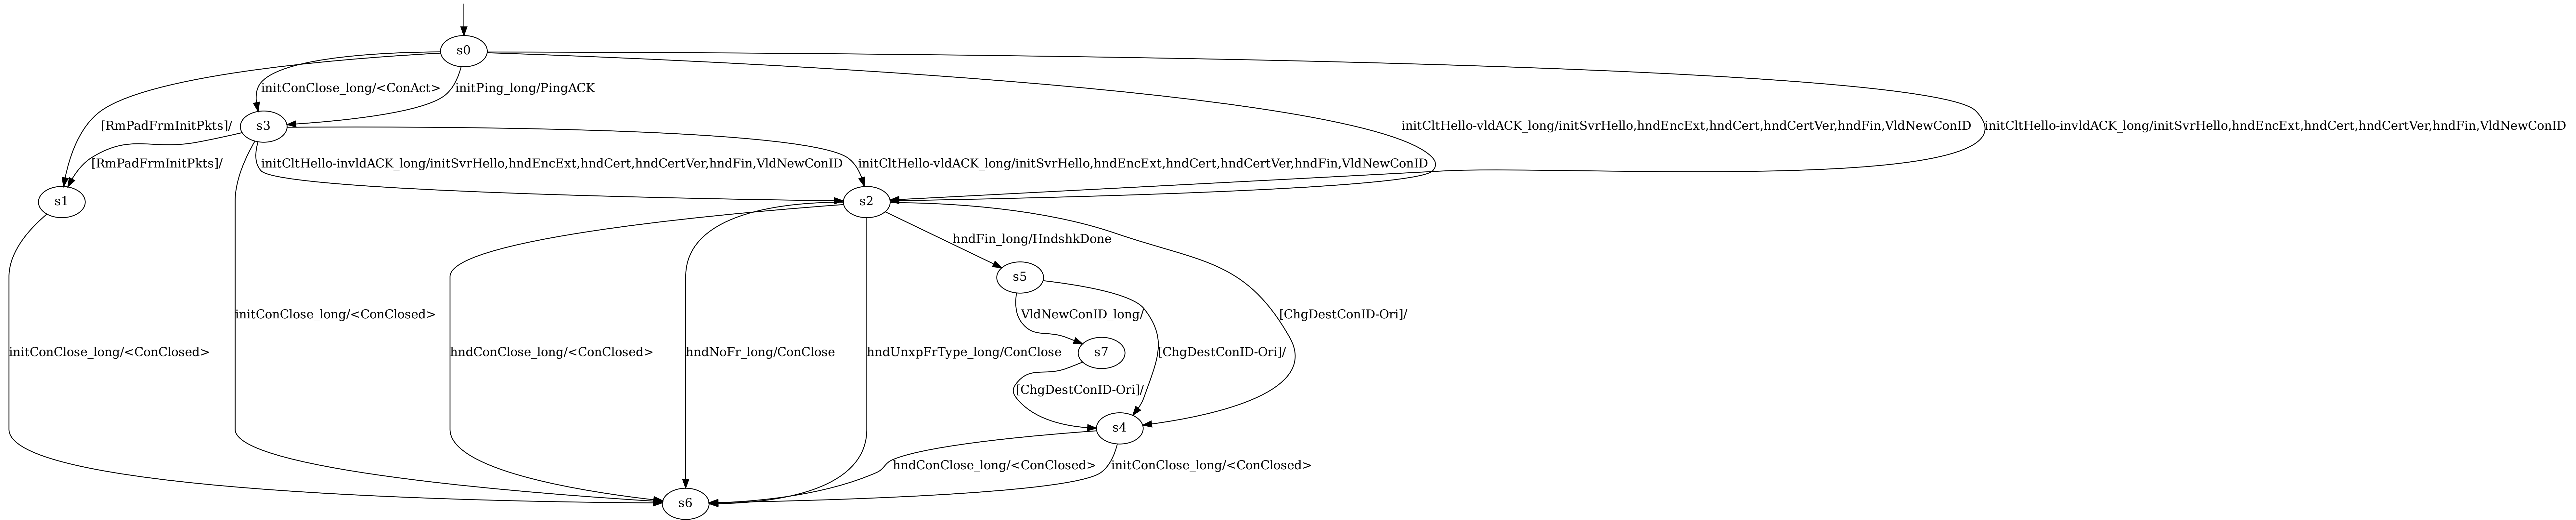 s0
initConClose_long/<ConAct>
initPing_long/PingACK
[RmPadFrmInitPkts]/
s3
initCltHello-vldACK_long/initSvrHello,hndEncExt,hndCert,hndCertVer,hndFin,VldNewConID
initCltHello-invldACK_long/initSvrHello,hndEncExt,hndCert,hndCertVer,hndFin,VldNewConID
[RmPadFrmInitPkts]/
initCltHello-invldACK_long/initSvrHello,hndEncExt,hndCert,hndCertVer,hndFin,VldNewConID
initCltHello-vldACK_long/initSvrHello,hndEncExt,hndCert,hndCertVer,hndFin,VldNewConID
s1
s2
hndFin_long/HndshkDone
s5
initConClose_long/<ConClosed>
VldNewConID_long/
[ChgDestConID-Ori]/
initConClose_long/<ConClosed>
hndConClose_long/<ConClosed>
hndNoFr_long/ConClose
hndUnxpFrType_long/ConClose
s7
[ChgDestConID-Ori]/
[ChgDestConID-Ori]/
s4
hndConClose_long/<ConClosed>
initConClose_long/<ConClosed>
s6